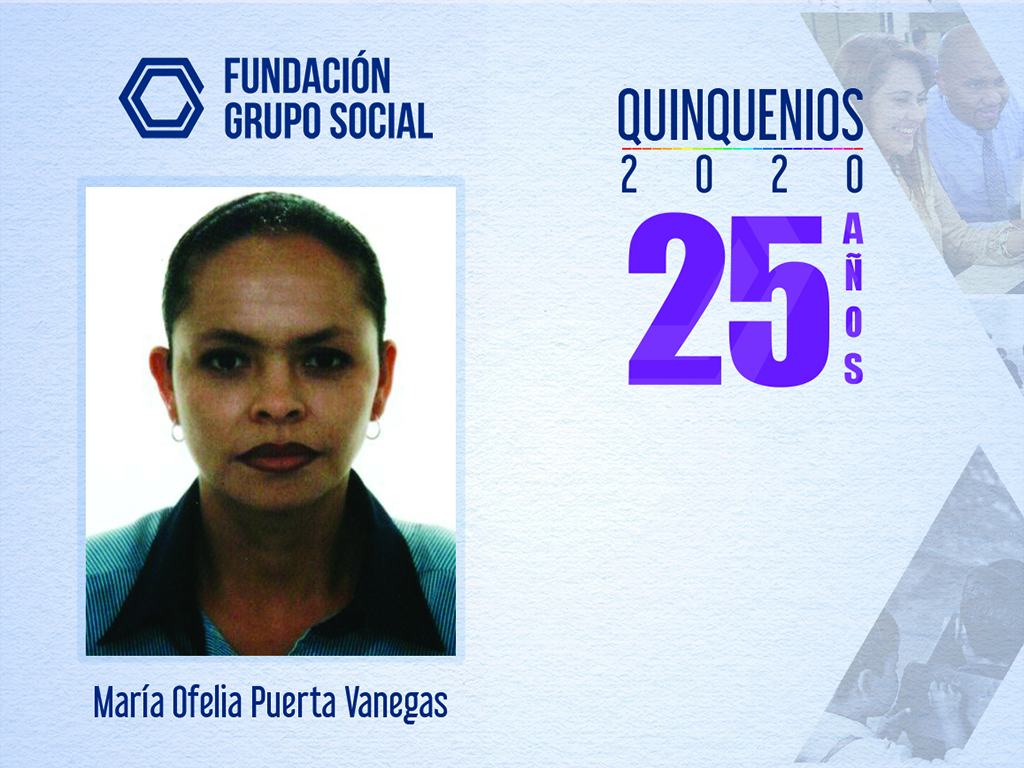 FUNDACIÓN
GRUPO SOCIAL
QUINQUENIOS
2020
25
AÑOS
María Ofelia Puerta Vanegas